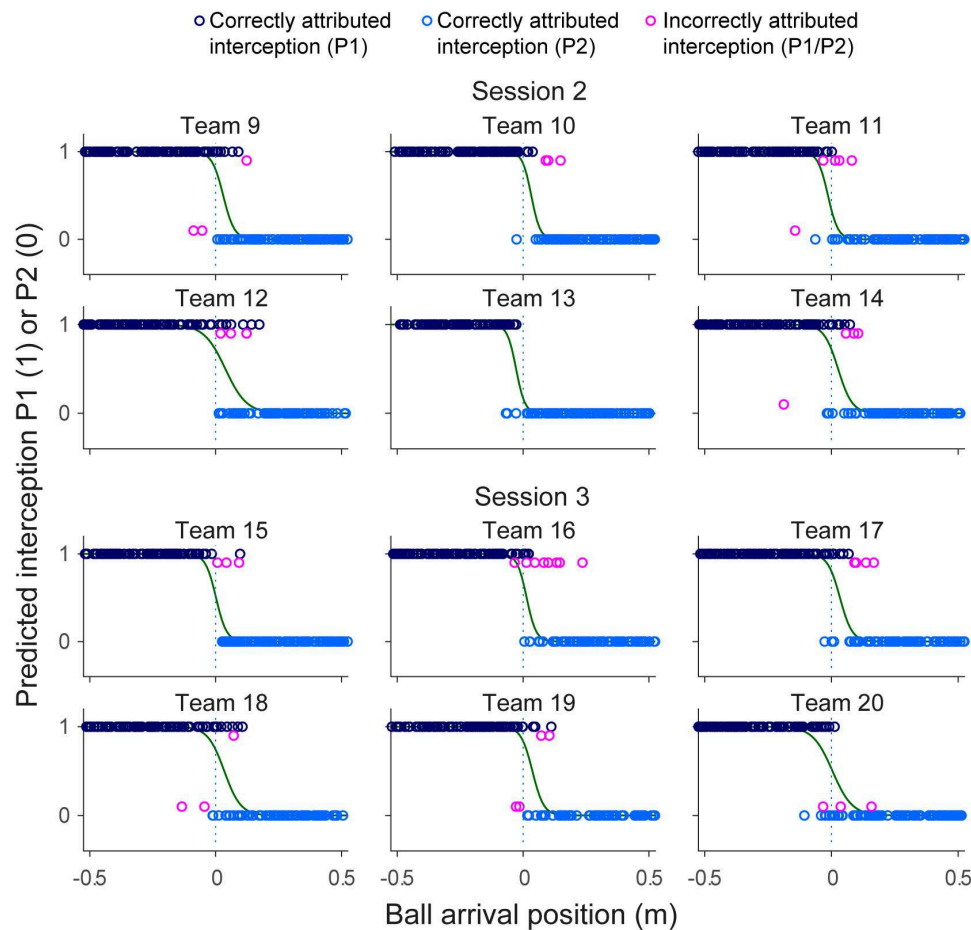 Correctly attributed interception (P1)
Correctly attributed interception (P2)
Incorrectly attributed interception (P1/P2)
Session 2
Team 9
Team 10
Team 11
1
0
Team 12
Team 13
Team 14
1
0
Session 3
Team 15
Team 16
Team 17
1
0
Team 18
Team 19
Team 20
1
0
-0.5
0
0.5
-0.5
0
0.5
-0.5
0
0.5
Predicted interception P1 (1) or P2 (0)
Ball arrival position (m)